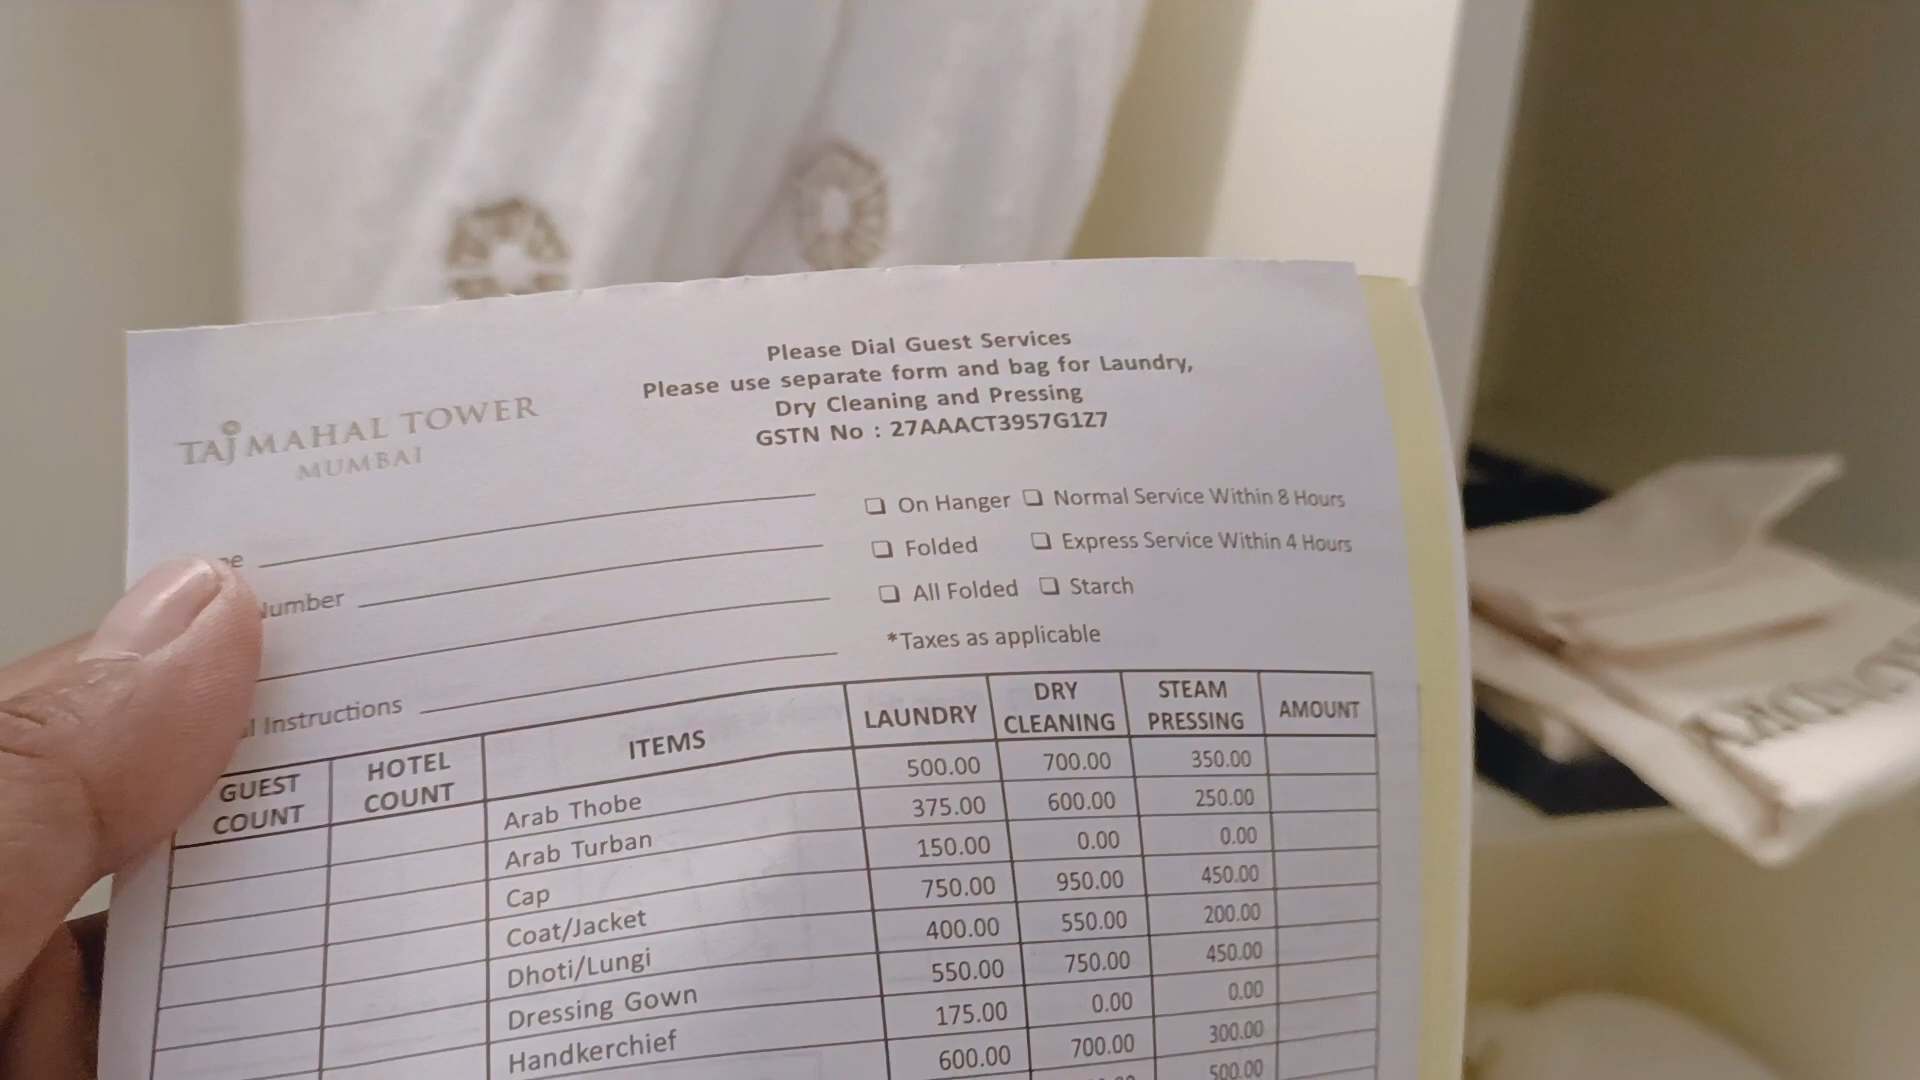 TAJ MAHAL TOWER
MUMBAI
Please Dial Guest Services
Please use separate form and bag for Laundry,
Dry Cleaning and Pressing
GSTN No : 27AAACT3957G1Z7
On Hanger Normal Service Within 8 Hours
Folded Express Service Within 4 Hours
All Folded Starch
*Taxes as applicable
Number
Instructions
GUEST COUNT HOTEL COUNT ITEMS LAUNDRY DRY CLEANING STEAM PRESSING AMOUNT
Arab Thobe 500.00 700.00 350.00
Arab Turban 375.00 600.00 250.00
Cap 150.00 0.00 0.00
Coat/Jacket 750.00 950.00 450.00
Dhoti/Lungi 400.00 550.00 200.00
Dressing Gown 550.00 750.00 450.00
Handkerchief 175.00 0.00 0.00
600.00 700.00 300.00
500.00